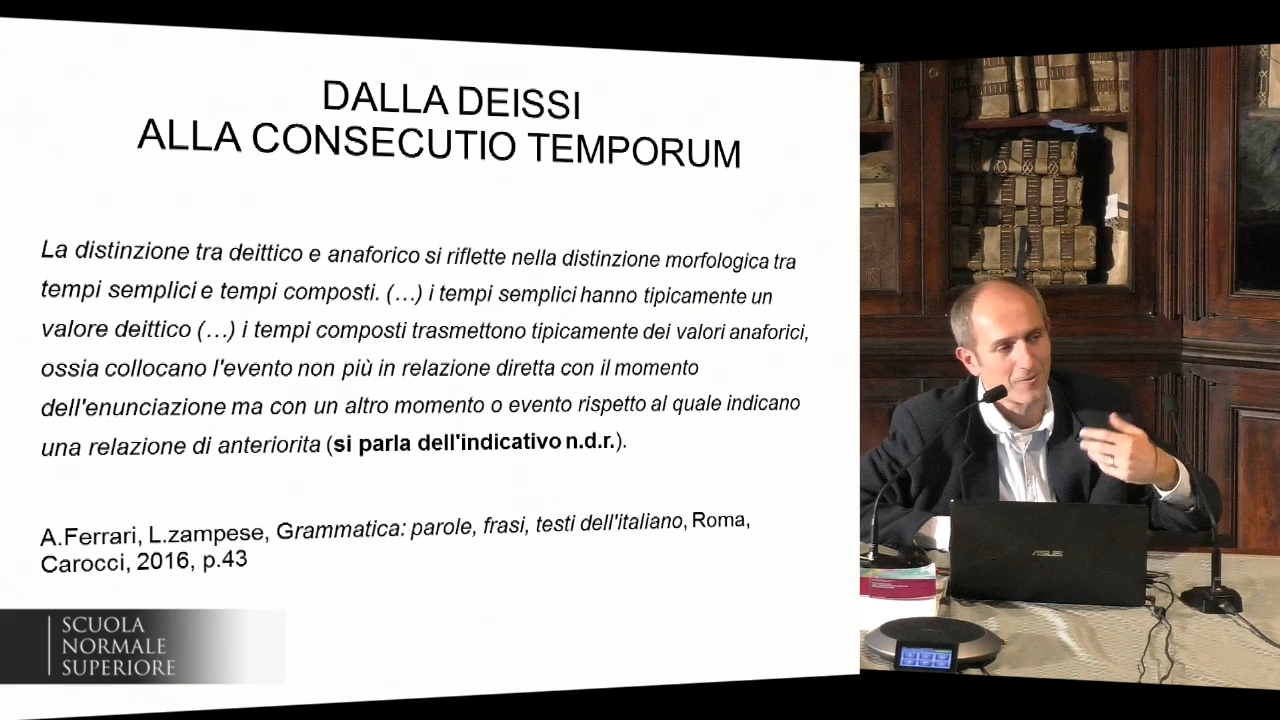 DALLA DEISSI
ALLA CONSECUTIO TEMPORUM
La distinzione tra deittico e anaforico si riflette nella distinzione morfologica tra
tempi semplici e tempi composti. (…) i tempi semplici hanno tipicamente un
valore deittico (…) i tempi composti trasmettono tipicamente dei valori anaforici,
ossia collocano l'evento non più in relazione diretta con il momento
dell'enunciazione ma con un altro momento o evento rispetto al quale indicano
una relazione di anteriorita (si parla dell'indicativo n.d.r.).
A.Ferrari, L.zampese, Grammatica: parole, frasi, testi dell'italiano, Roma,
Carocci, 2016, p.43
SCUOLA
NORMALE
SUPERIORE
ASUS